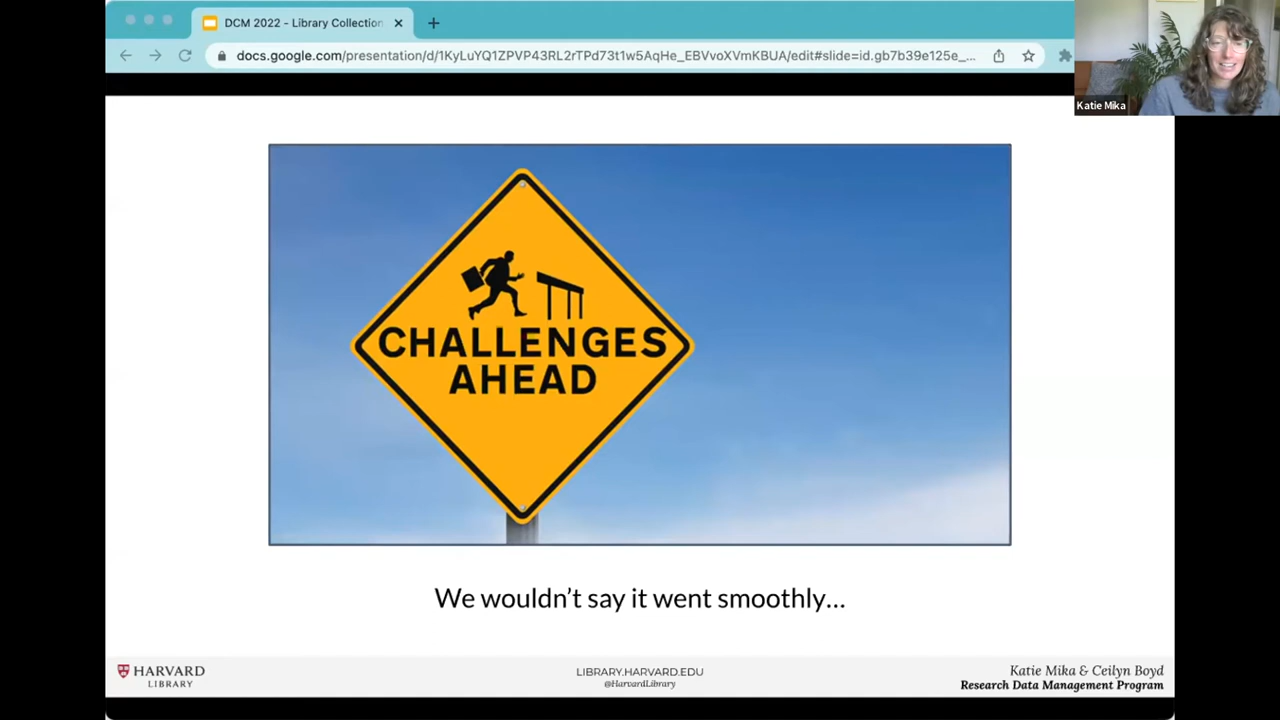 DCM 2022 - Library Collection
docs.google.com/presentation/d/1KyLuYQ1ZPVP43RL2rTPd73t1w5AqHe_EBVvoXVmKBUA/edit#slide=id.gb7b39e125e_...
Katie Mika
CHALLENGES
AHEAD
We wouldn't say it went smoothly...
HARVARD
LIBRARY
LIBRARY.HARVARD.EDU
@HarvardLibrary
Katie Mika & Ceilyn Boyd
Research Data Management Program